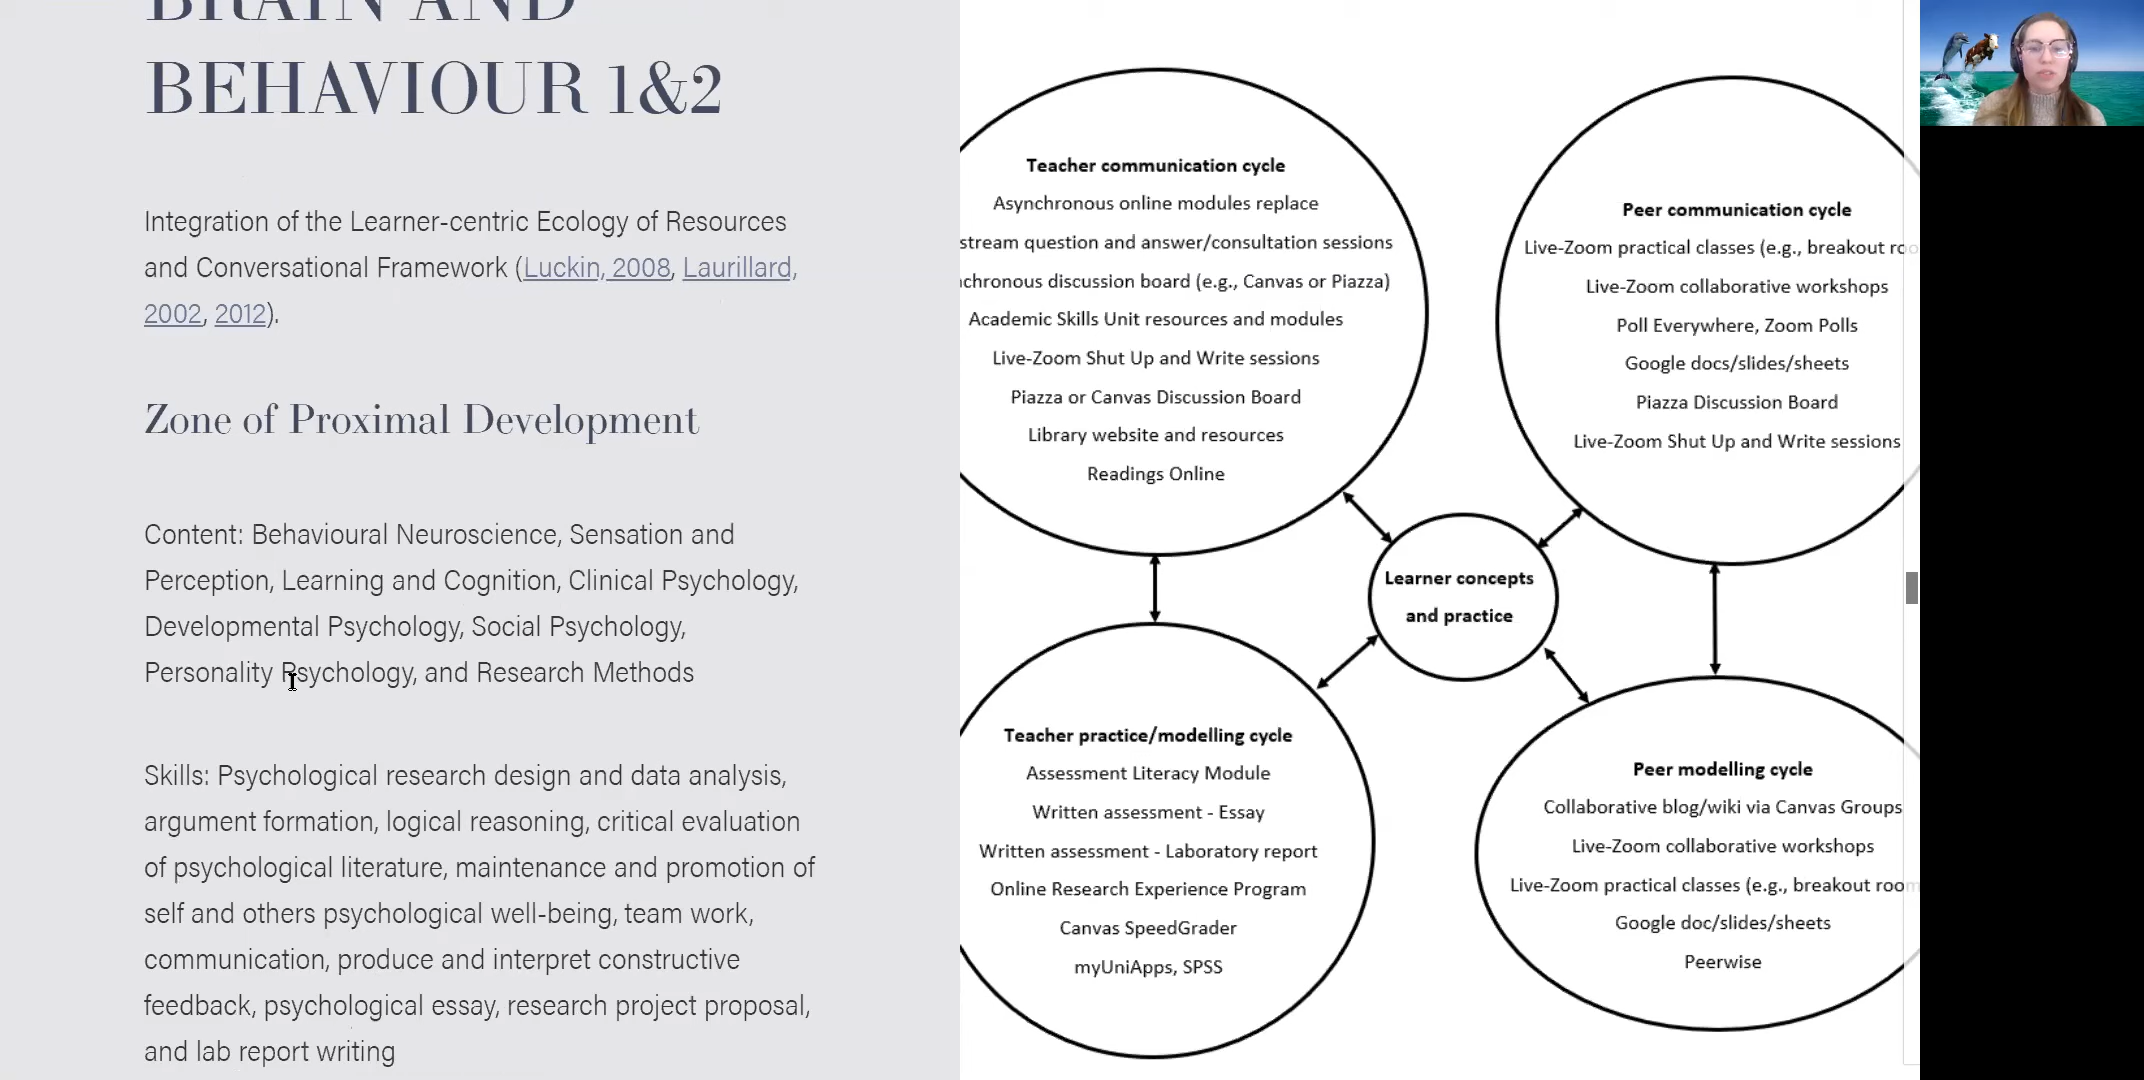 BRAIN AND
BEHAVIOUR 1&2
Integration of the Learner-centric Ecology of Resources
and Conversational Framework (Luckin, 2008, Laurillard,
2002, 2012).
Zone of Proximal Development
Content: Behavioural Neuroscience, Sensation and
Perception, Learning and Cognition, Clinical Psychology,
Developmental Psychology, Social Psychology,
Personality Psychology, and Research Methods
Skills: Psychological research design and data analysis,
argument formation, logical reasoning, critical evaluation
of psychological literature, maintenance and promotion of
self and others psychological well-being, team work,
communication, produce and interpret constructive
feedback, psychological essay, research project proposal,
and lab report writing
Teacher communication cycle
Asynchronous online modules replace
stream question and answer/consultation sessions
chronous discussion board (e.g., Canvas or Piazza)
Academic Skills Unit resources and modules
Live-Zoom Shut Up and Write sessions
Piazza or Canvas Discussion Board
Library website and resources
Readings Online
Peer communication cycle
Live-Zoom practical classes (e.g., breakout roo
Live-Zoom collaborative workshops
Poll Everywhere, Zoom Polls
Google docs/slides/sheets
Piazza Discussion Board
Live-Zoom Shut Up and Write sessions
Learner concepts
and practice
Teacher practice/modelling cycle
Assessment Literacy Module
Written assessment - Essay
Written assessment - Laboratory report
Online Research Experience Program
Canvas SpeedGrader
myUniApps, SPSS
Peer modelling cycle
Collaborative blog/wiki via Canvas Groups
Live-Zoom collaborative workshops
Live-Zoom practical classes (e.g., breakout room
Google doc/slides/sheets
Peerwise